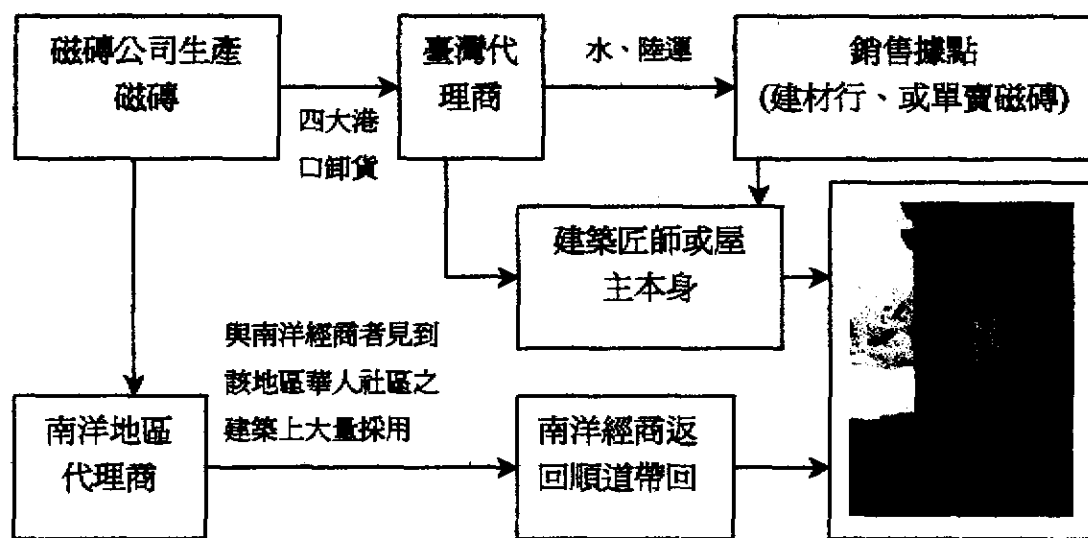 磁磚公司生產
磁磚
四大港
口卸貨
臺灣代
理商
水、陸運
銷售據點
(建材行、或單賣磁磚)
建築匠師或屋
主本身
與南洋經商者見到
該地區華人社區之
建築上大量採用
南洋地區
代理商
南洋經商返
回順道帶回